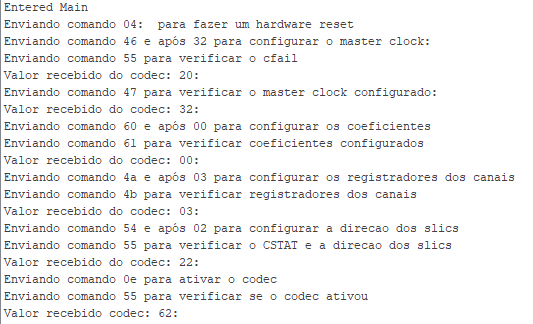 Entered Main
Enviando comando 04:  para fazer um hardware reset
Enviando comando 46 e após 32 para configurar o master clock:
Enviando comando 55 para verificar o cfail
Valor recebido do codec: 20:
Enviando comando 47 para verificar o master clock configurado:
Valor recebido do codec: 32:
Enviando comando 60 e após 00 para configurar os coeficientes
Enviando comando 61 para verificar coeficientes configurados
Valor recebido do codec: 00:
Enviando comando 4a e após 03 para configurar os registradores dos canais
Enviando comando 4b para verificar registradores dos canais
Valor recebido do codec: 03:
Enviando comando 54 e após 02 para configurar a direcao dos slics
Enviando comando 55 para verificar o CSTAT e a direcao dos slics
Valor recebido do codec: 22:
Enviando comando 0e para ativar o codec
Enviando comando 55 para verificar se o codec ativou
Valor recebido codec: 62: